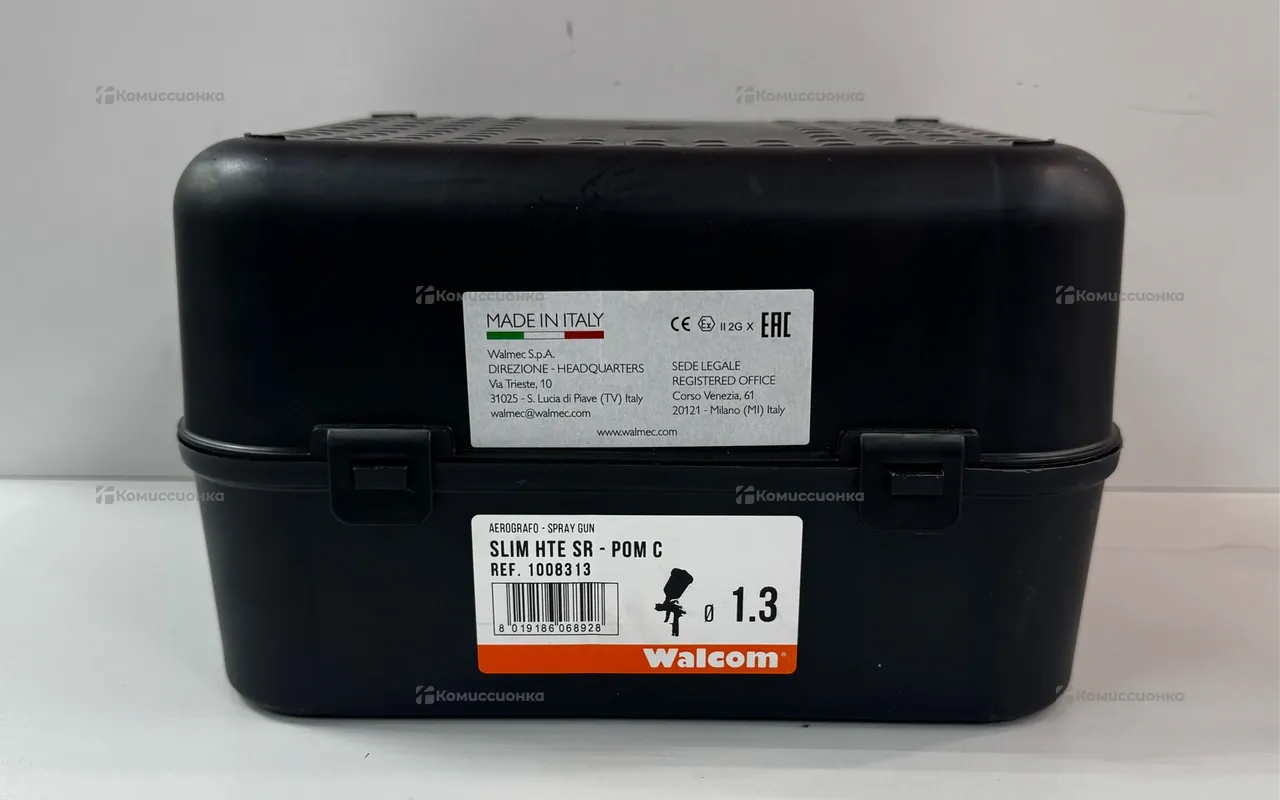 Комиссионка
Комиссионка
Комиссионка
Комиссионка
MADE IN ITALY
CE Ex II 2G X EAC
Walmec S.p.A.
DIREZIONE - HEADQUARTERS
Via Trieste, 10
31025 - S. Lucia di Piave (TV) Italy
walmec@walmec.com
SEDE LEGALE
REGISTERED OFFICE
Corso Venezia, 61
20121 - Milano (MI) Italy
www.walmec.com
Комиссионка
Комиссионка
AEROGRAFO - SPRAY GUN
SLIM HTE SR - POM C
REF. 1008313
8 019186 068928
Ø 1.3
Walcom®
Комиссионка
Комиссионка